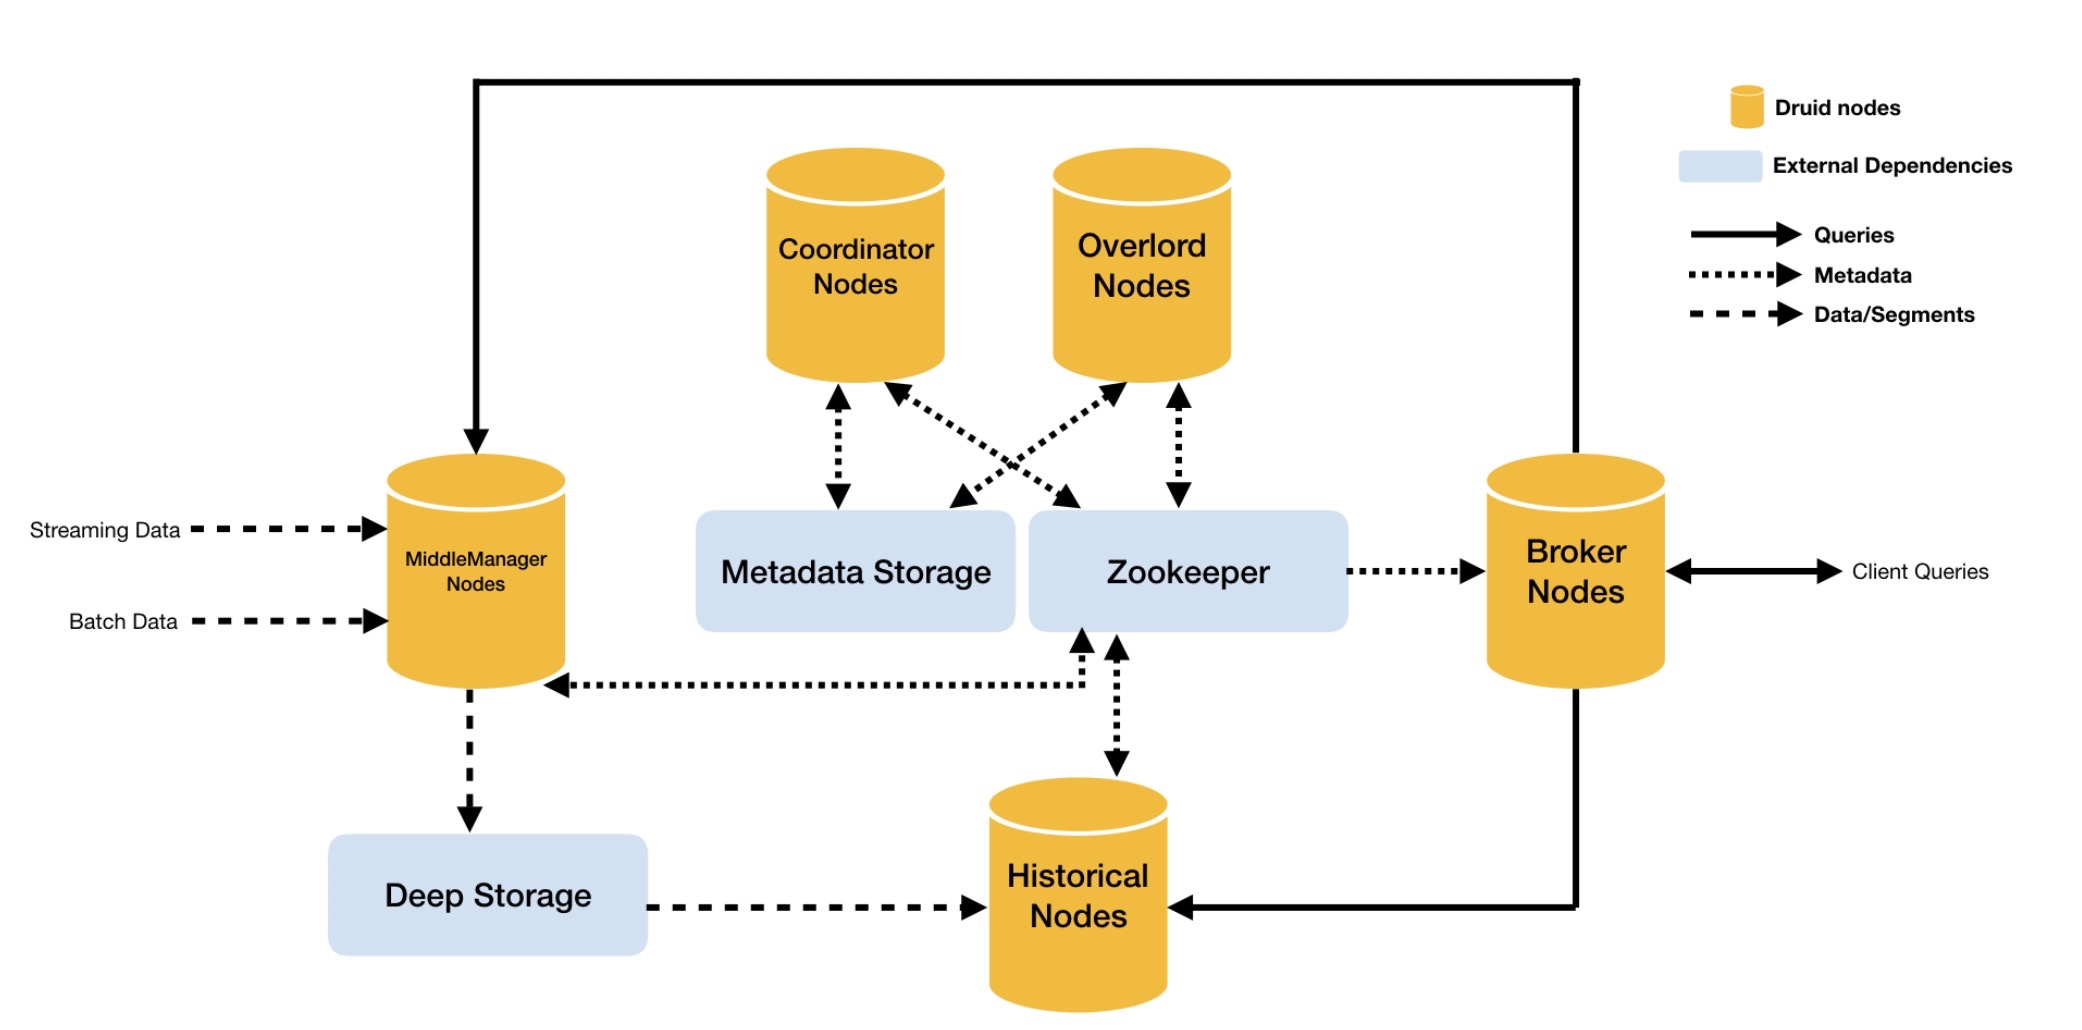 Druid nodes
External Dependencies
Queries
Metadata
Data/Segments
Coordinator
Nodes
Overlord
Nodes
Streaming Data
Batch Data
MiddleManager
Nodes
Metadata Storage
Zookeeper
Broker
Nodes
Client Queries
Deep Storage
Historical
Nodes